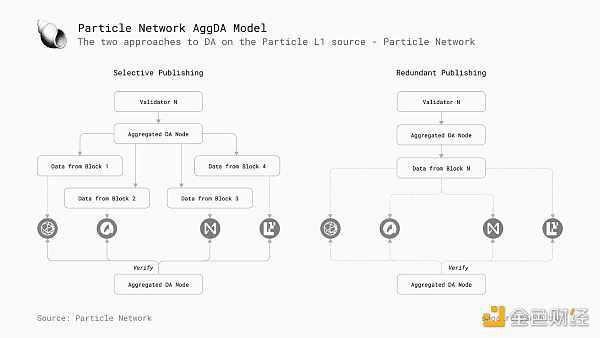 Particle Network AggDA Model
The two approaches to DA on the Particle L1 source - Particle Network
Selective Publishing
Validator N
Aggregated DA Node
Data from Block 1
Data from Block 4
Data from Block 2
Data from Block 3
Verify
Aggregated DA Node
Redundant Publishing
Validator N
Aggregated DA Node
Data from Block N
Verify
Aggregated DA Node
Source: Particle Network
金色财经